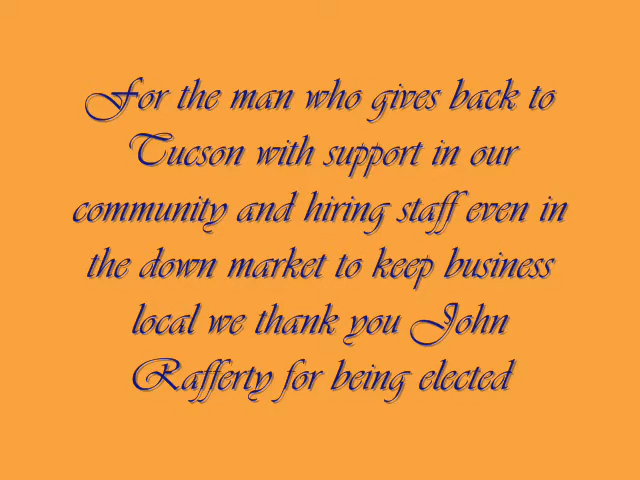 For the man who gives back to
Tucson with support in our
community and hiring staff even in
the down market to keep business
local we thank you John
Rafferty for being elected